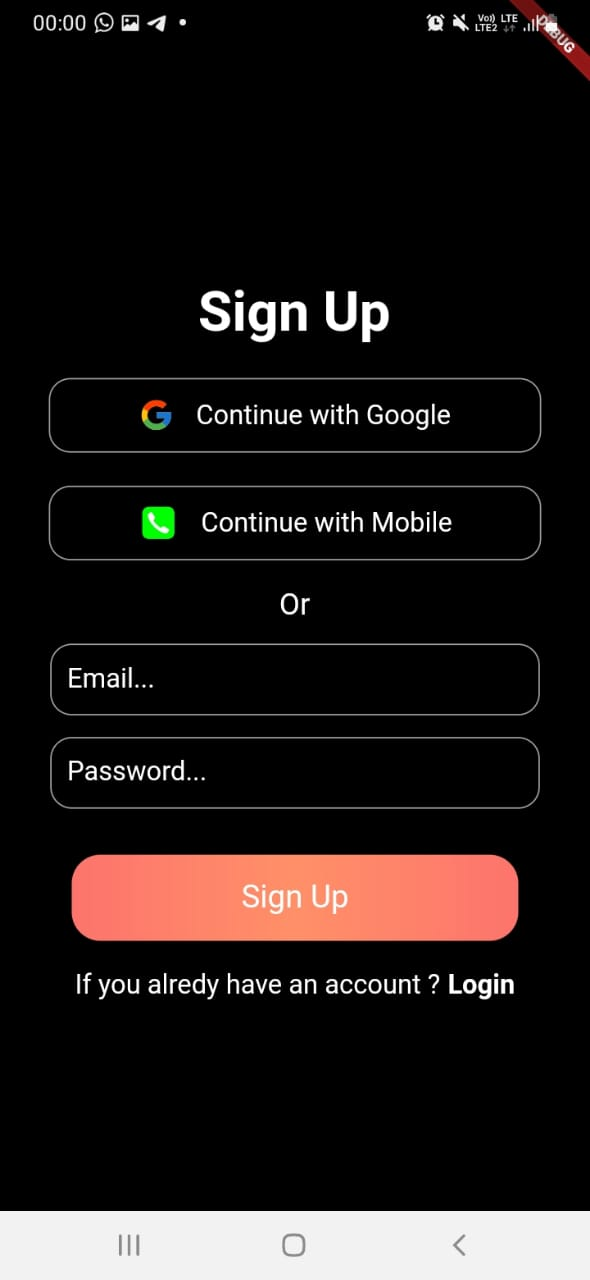 00:00
Vo)) LTE
LTE2
DEBUG
Sign Up
Continue with Google
Continue with Mobile
Or
Email...
Password...
Sign Up
If you alredy have an account ? Login